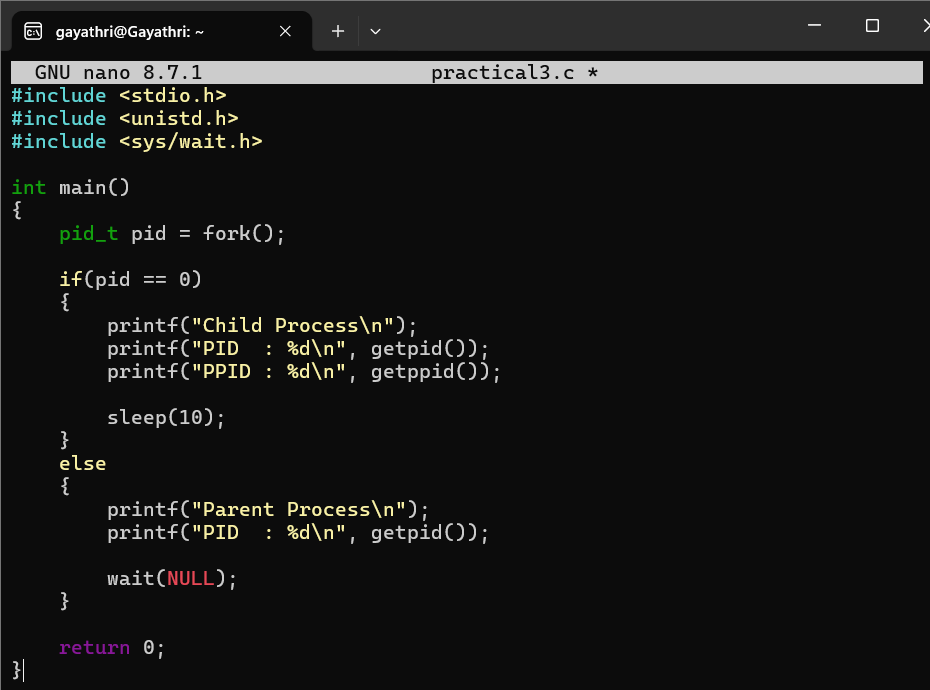 gayathri@Gayathri: ~
GNU nano 8.7.1 practical3.c *
#include <stdio.h>
#include <unistd.h>
#include <sys/wait.h>

int main()
{
    pid_t pid = fork();

    if(pid == 0)
    {
        printf("Child Process\n");
        printf("PID  : %d\n", getpid());
        printf("PPID : %d\n", getppid());

        sleep(10);
    }
    else
    {
        printf("Parent Process\n");
        printf("PID  : %d\n", getpid());

        wait(NULL);
    }

    return 0;
}